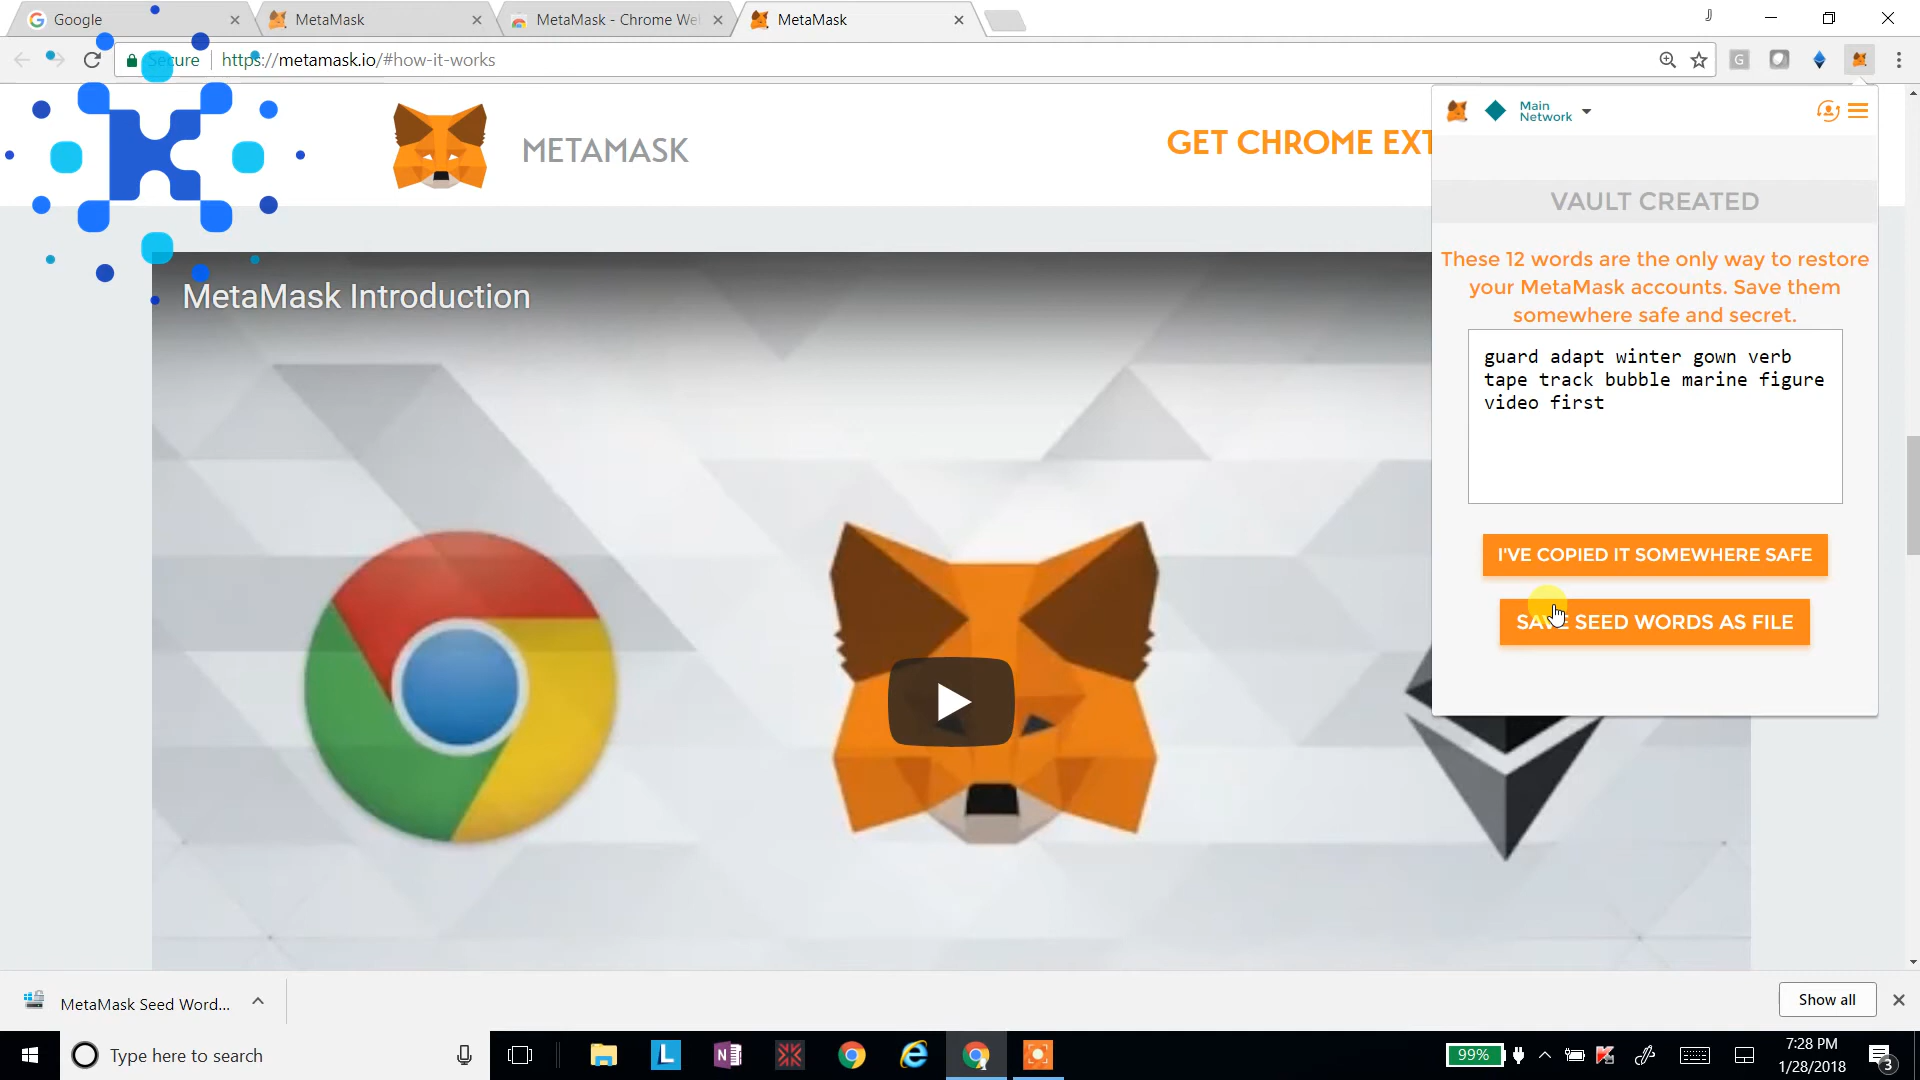 Google
MetaMask
MetaMask - Chrome We
MetaMask
Secure
https://metamask.io/#how-it-works
G
METAMASK
GET CHROME EXT
Main
Network
VAULT CREATED
These 12 words are the only way to restore
your MetaMask accounts. Save them
somewhere safe and secret.
guard adapt winter gown verb
tape track bubble marine figure
video first
I'VE COPIED IT SOMEWHERE SAFE
SAVE SEED WORDS AS FILE
MetaMask Introduction
MetaMask Seed Word...
Show all
Type here to search
L
N
99%
7:28 PM
1/28/2018
3